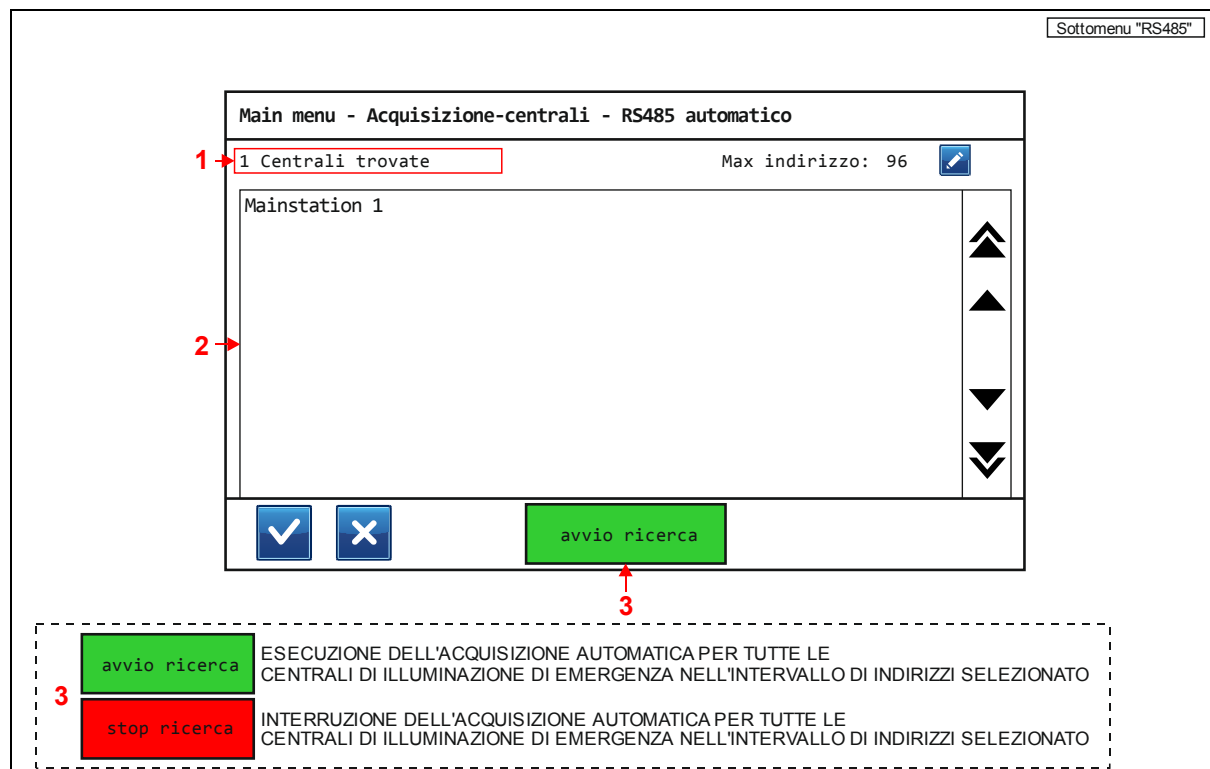 Sottomenu "RS485"
Main menu - Acquisizione-centrali - RS485 automatico
1
1 Centrali trovate
Max indirizzo: 96
Mainstation 1
2
avvio ricerca
3
3
avvio ricerca
ESECUZIONE DELL'ACQUISIZIONE AUTOMATICA PER TUTTE LE
CENTRALI DI ILLUMINAZIONE DI EMERGENZA NELL'INTERVALLO DI INDIRIZZI SELEZIONATO
stop ricerca
INTERRUZIONE DELL'ACQUISIZIONE AUTOMATICA PER TUTTE LE
CENTRALI DI ILLUMINAZIONE DI EMERGENZA NELL'INTERVALLO DI INDIRIZZI SELEZIONATO